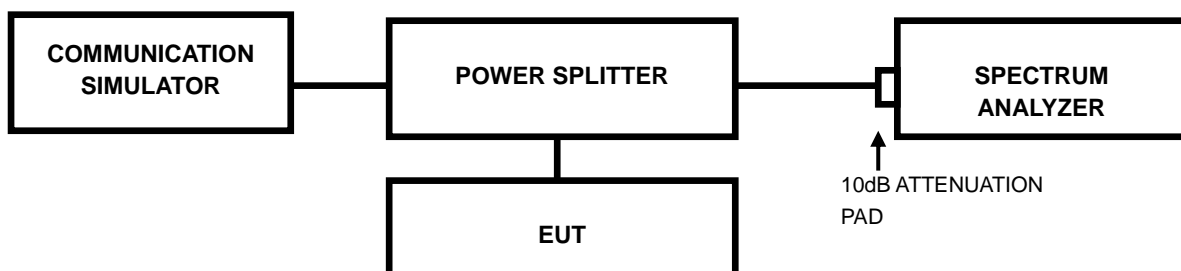 COMMUNICATION
SIMULATOR
POWER SPLITTER
SPECTRUM
ANALYZER
10dB ATTENUATION
PAD
EUT